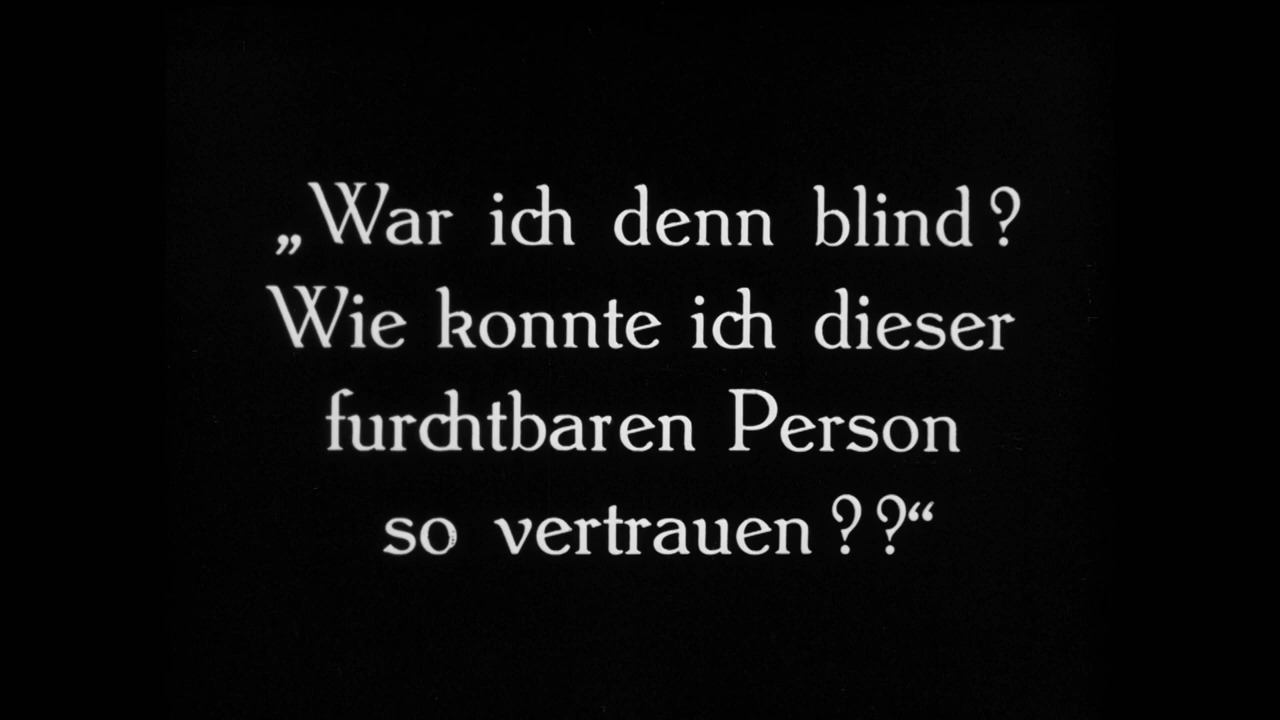 „War ich denn blind?
Wie konnte ich dieser
furchtbaren Person
so vertrauen??“